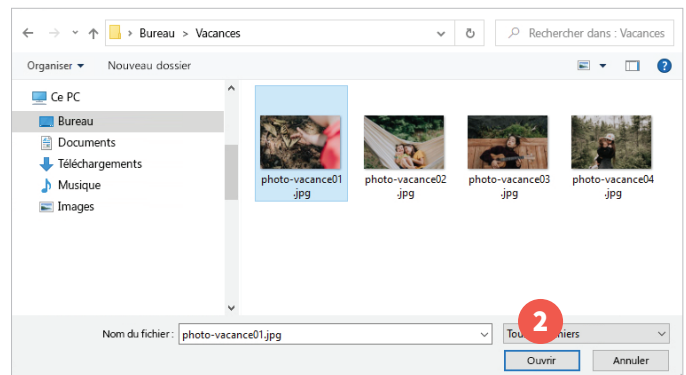 Bureau > Vacances
Rechercher dans : Vacances
Organiser
Nouveau dossier
Ce PC
Bureau
Documents
Téléchargements
Musique
Images
photo-vacance01
.jpg
photo-vacance02
.jpg
photo-vacance03
.jpg
photo-vacance04
.jpg
Nom du fichier :
photo-vacance01.jpg
2
Ouvrir
Annuler